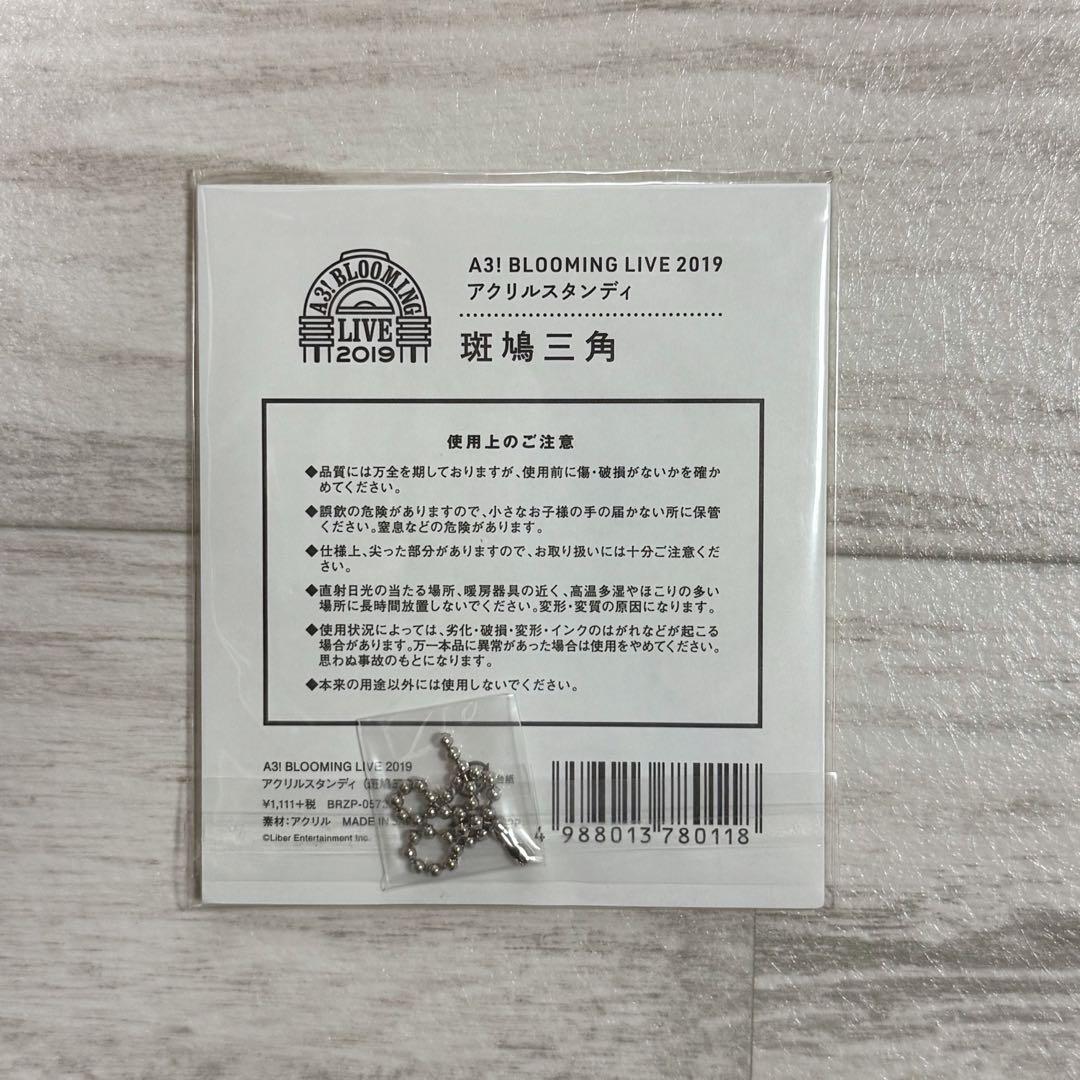 A3! BLOOMING
LIVE
2019
A3! BLOOMING LIVE 2019
アクリルスタンディ
斑鳩三角
使用上のご注意
◆品質には万全を期しておりますが、使用前に傷・破損がないかを確か
めてください。
◆誤飲の危険がありますので、小さなお子様の手の届かない所に保管
ください。窒息などの危険があります。
◆仕様上、尖った部分がありますので、お取り扱いには十分ご注意くだ
さい。
◆直射日光の当たる場所、暖房器具の近く、高温多湿やほこりの多い
場所に長時間放置しないでください。変形・変質の原因になります。
◆使用状況によっては、劣化・破損・変形・インクのはがれなどが起こる
場合があります。万一本品に異常があった場合は使用をやめてください。
思わぬ事故のもとになります。
◆本来の用途以外には使用しないでください。
A3! BLOOMING LIVE 2019
アクリルスタンディ（斑鳩三
¥1,111+税 BRZP-057
素材：アクリル MADE IN
©Liber Entertainment Inc.
台紙
4 988013 780118